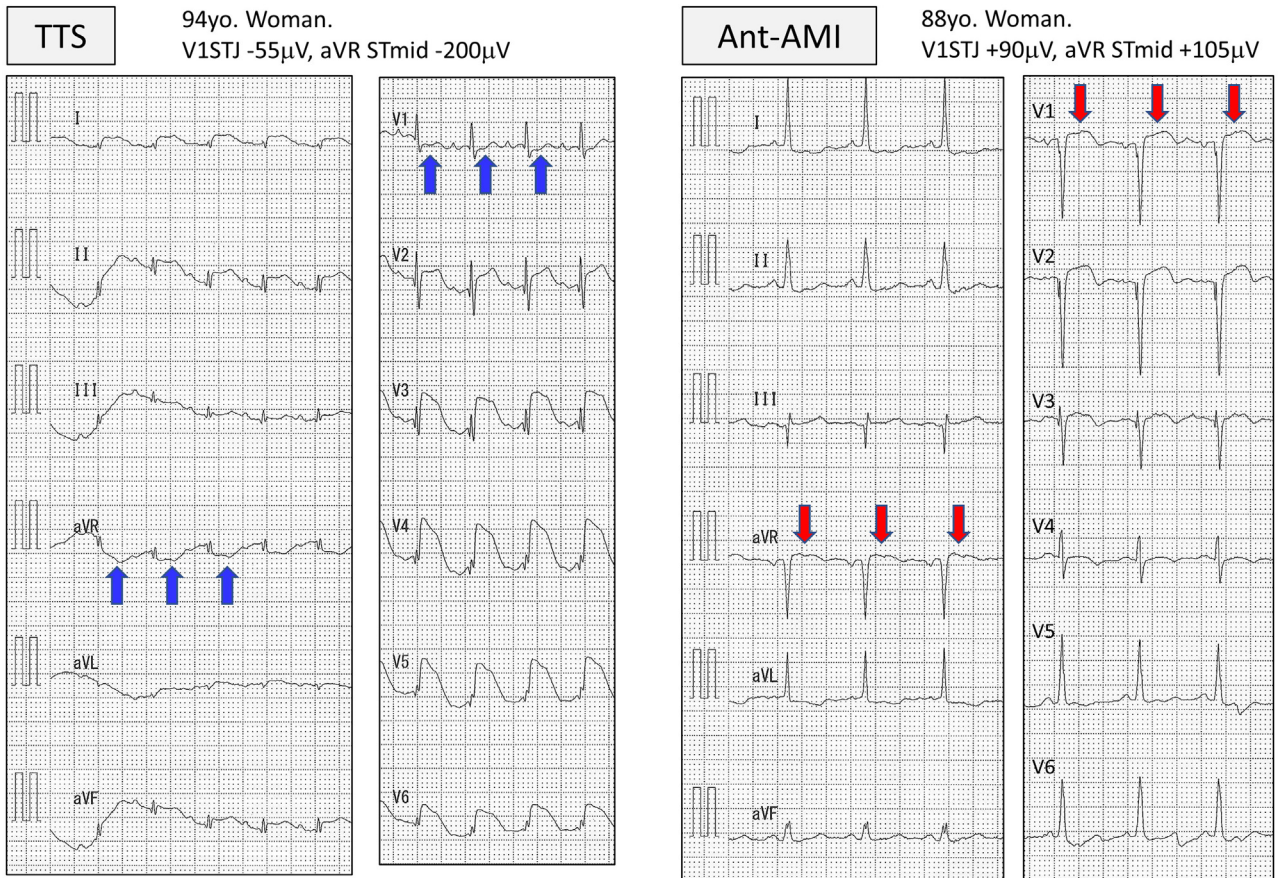 TTS
94yo. Woman.
V1STJ -55μV, aVR STmid -200μV
I
II
III
aVR
aVL
aVF
V1
V2
V3
V4
V5
V6
Ant-AMI
88yo. Woman.
V1STJ +90μV, aVR STmid +105μV
I
II
III
aVR
aVL
aVF
V1
V2
V3
V4
V5
V6